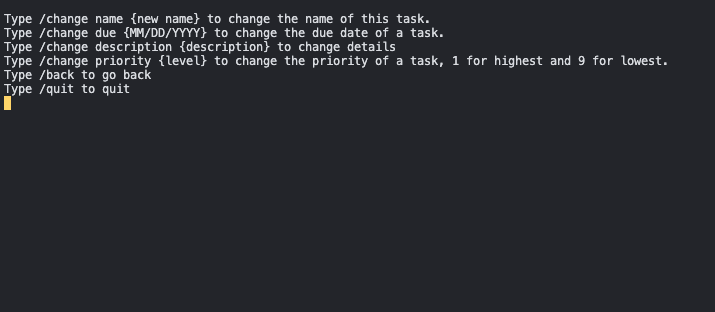 Type /change name {new name} to change the name of this task.
Type /change due {MM/DD/YYYY} to change the due date of a task.
Type /change description {description} to change details
Type /change priority {level} to change the priority of a task, 1 for highest and 9 for lowest.
Type /back to go back
Type /quit to quit